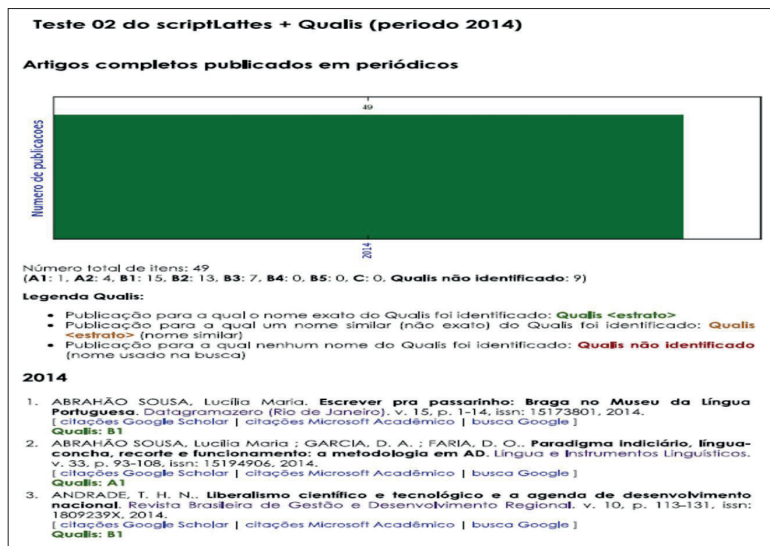 Teste 02 do scriptLattes + Qualis (periodo 2014)
Artigos completos publicados em periódicos
49
Numero de publicacoes
2014
Número total de itens: 49
(A1: 1, A2: 4, B1: 15, B2: 13, B3: 7, B4: 0, B5: 0, C: 0, Qualis não identificado: 9)
Legenda Qualis:
• Publicação para a qual o nome exato do Qualis foi identificado: Qualis <estrato>
• Publicação para a qual um nome similar (não exato) do Qualis foi identificado: Qualis
<estrato> (nome similar)
• Publicação para a qual nenhum nome do Qualis foi identificado: Qualis não identificado
(nome usado na busca)
2014
1. ABRAHÃO SOUSA, Lucília Maria. Escrever pra passarinho: Braga no Museu da Língua
Portuguesa. Datagramazero (Rio de Janeiro). v. 15, p. 1-14, issn: 15173801, 2014.
[ citações Google Scholar | citações Microsoft Acadêmico | busca Google ]
Qualis: B1
2. ABRAHÃO SOUSA, Lucília Maria ; GARCIA, D. A. ; FARIA, D. O.. Paradigma indiciário, língua-
concha, recorte e funcionamento: a metodologia em AD. Língua e Instrumentos Linguísticos.
v. 33, p. 93-108, issn: 15194906, 2014.
[ citações Google Scholar | citações Microsoft Acadêmico | busca Google ]
Qualis: A1
3. ANDRADE, T. H. N.. Liberalismo científico e tecnológico e a agenda de desenvolvimento
nacional. Revista Brasileira de Gestão e Desenvolvimento Regional. v. 10, p. 113-131, issn:
1809239X, 2014.
[ citações Google Scholar | citações Microsoft Acadêmico | busca Google ]
Qualis: B1